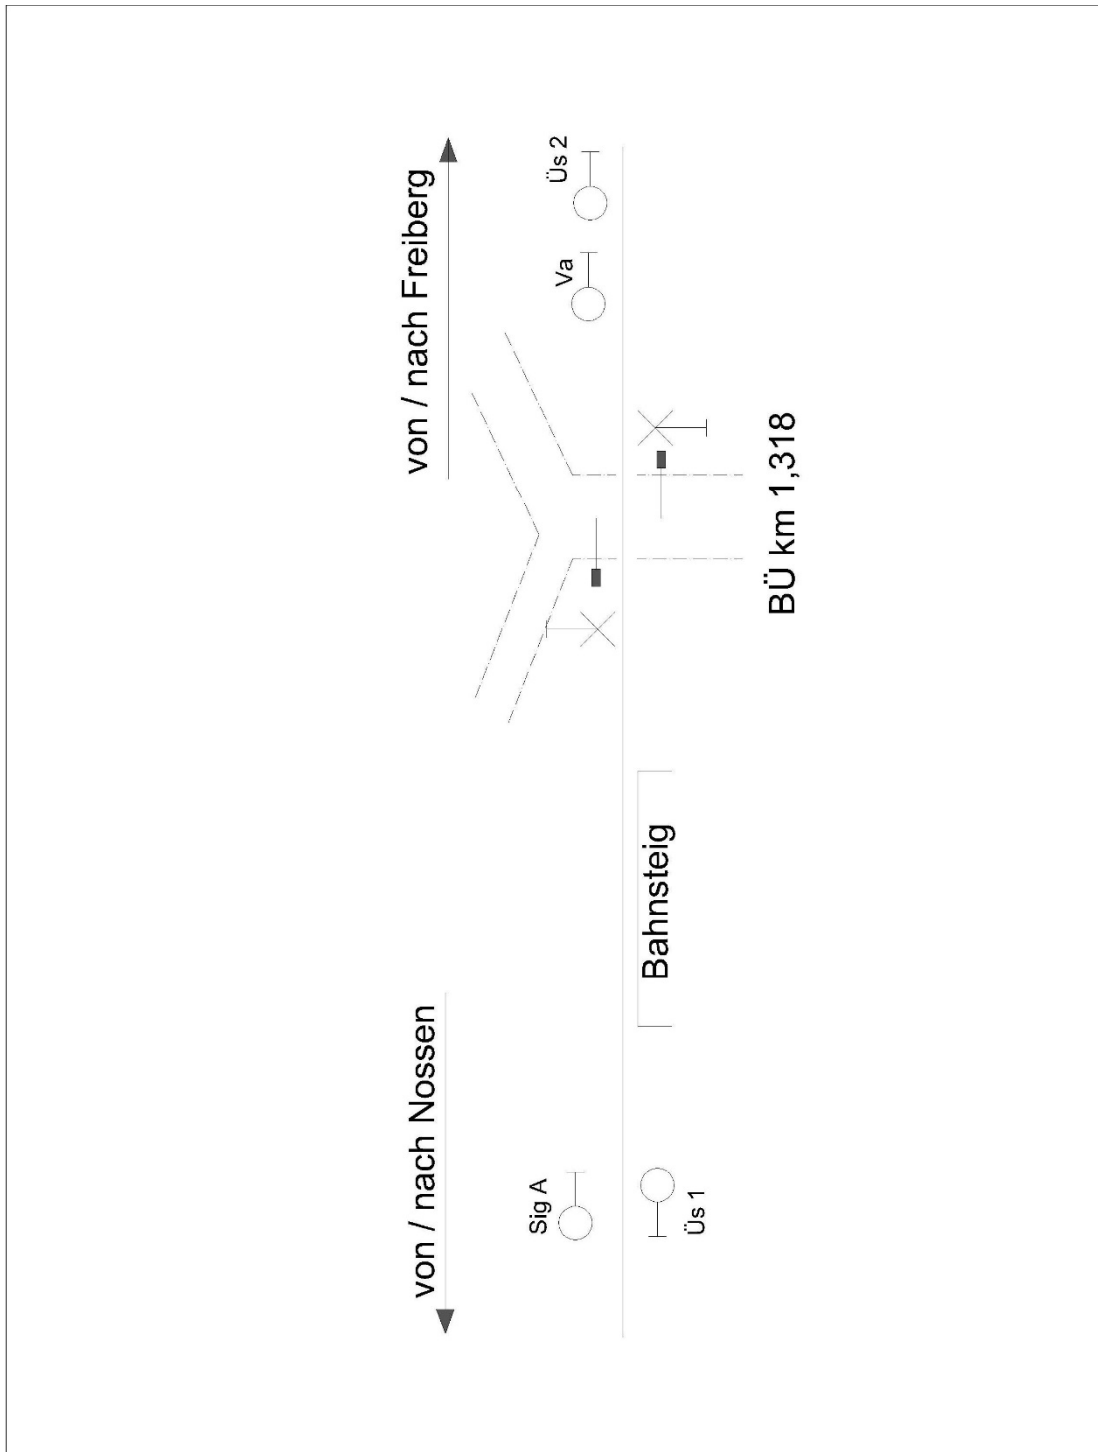 von / nach Nossen
von / nach Freiberg
Sig A
Va
Üs 2
Üs 1
Bahnsteig
BÜ km 1,318